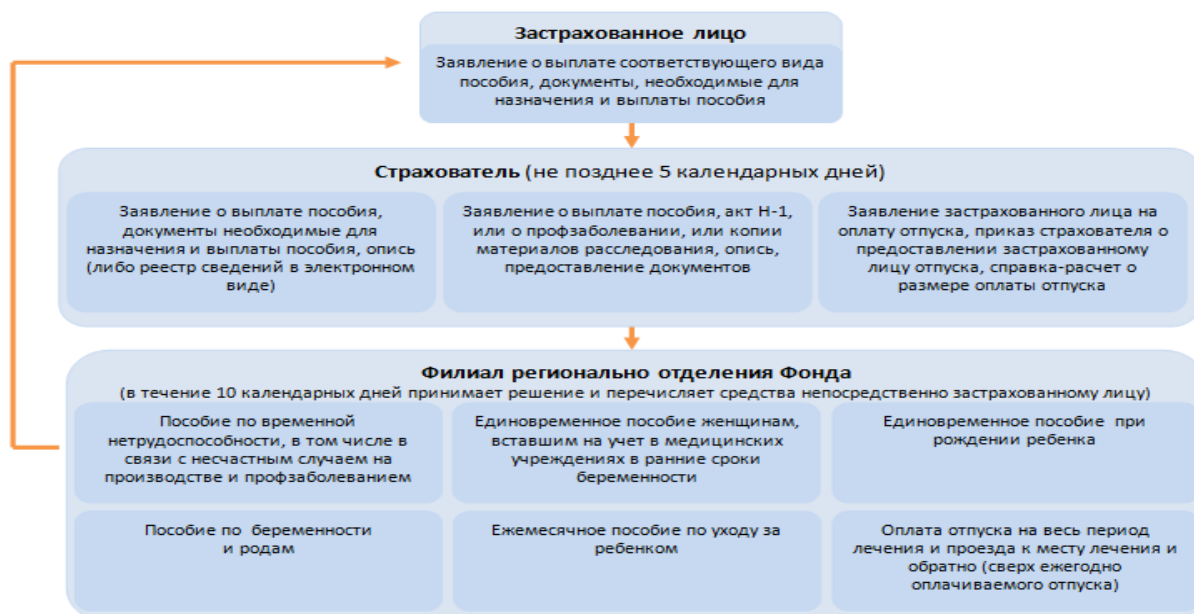 Застрахованное лицо
Заявление о выплате соответствующего вида
пособия, документы, необходимые для
назначения и выплаты пособия
Страхователь (не позднее 5 календарных дней)
Заявление о выплате пособия,
документы необходимые для
назначения и выплаты пособия, опись
(либо реестр сведений в электронном
виде)
Заявление о выплате пособия, акт Н-1,
или о профзаболевании, или копии
материалов расследования, опись,
предоставление документов
Заявление застрахованного лица на
оплату отпуска, приказ страхователя о
предоставлении застрахованному
лицу отпуска, справка-расчет о
размере оплаты отпуска
Филиал регионально отделения Фонда
(в течение 10 календарных дней принимает решение и перечисляет средства непосредственно застрахованному лицу)
Пособие по временной
нетрудоспособности, в том числе в
связи с несчастным случаем на
производстве и профзаболеванием
Единовременное пособие женщинам,
вставшим на учет в медицинских
учреждениях в ранние сроки
беременности
Единовременное пособие при
рождении ребенка
Пособие по беременности
и родам
Ежемесячное пособие по уходу за
ребенком
Оплата отпуска на весь период
лечения и проезда к месту лечения и
обратно (сверх ежегодно
оплачиваемого отпуска)